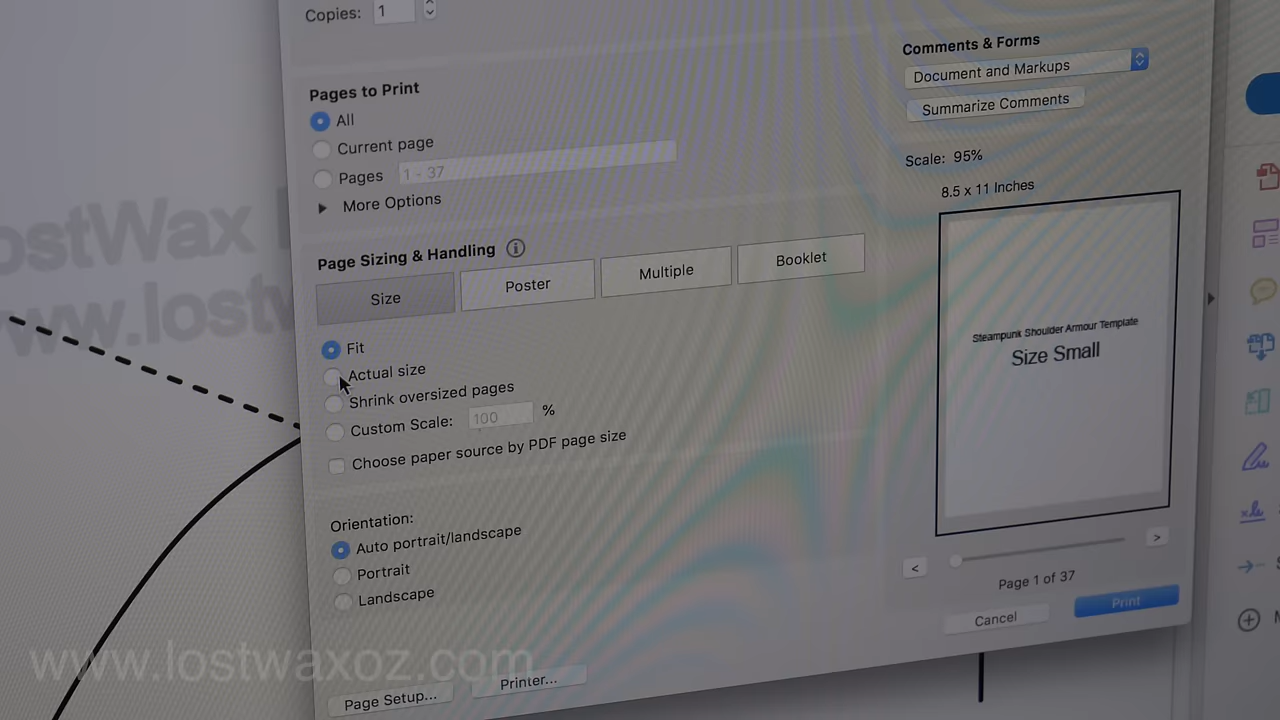 Copies: 1
Comments & Forms
Document and Markups
Summarize Comments
Pages to Print
All
Current page
Pages 1 - 37
More Options
Scale: 95%
8.5 x 11 Inches
Page Sizing & Handling
Size Poster Multiple Booklet
Fit
Actual size
Shrink oversized pages
Custom Scale: 100 %
Choose paper source by PDF page size
Steampunk Shoulder Armour Template
Size Small
Orientation:
Auto portrait/landscape
Portrait
Landscape
< >
Page 1 of 37
Cancel Print
Page Setup... Printer...
www.lostwaxoz.com